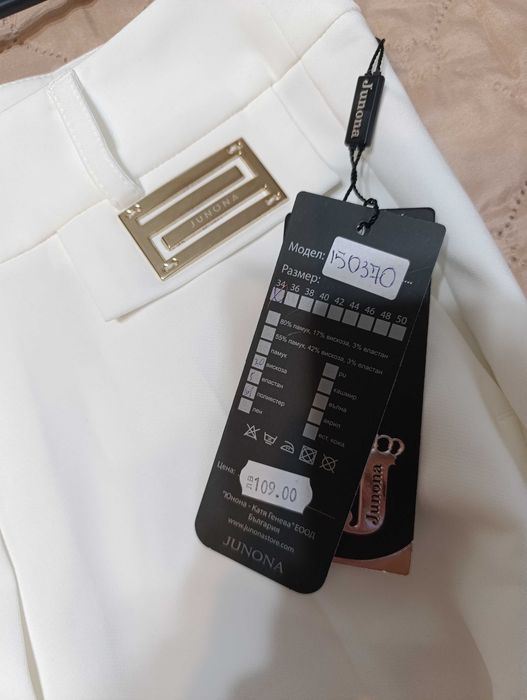 Junona
JUNONA
Модел: 150370 ...
Размер:
34 36 38 40 42 44 46 48 50
80% памук, 17% вискоза, 3% еластан
55% памук, 42% вискоза, 3% еластан
памук
вискоза
еластан
полиестер
лен
pu
кашмир
вълна
акрил
ест. кожа
Цена:
ЛВ 109.00
"Юнона - Катя Генева" ЕООД
България
www.junonastore.com
JUNONA
Junona